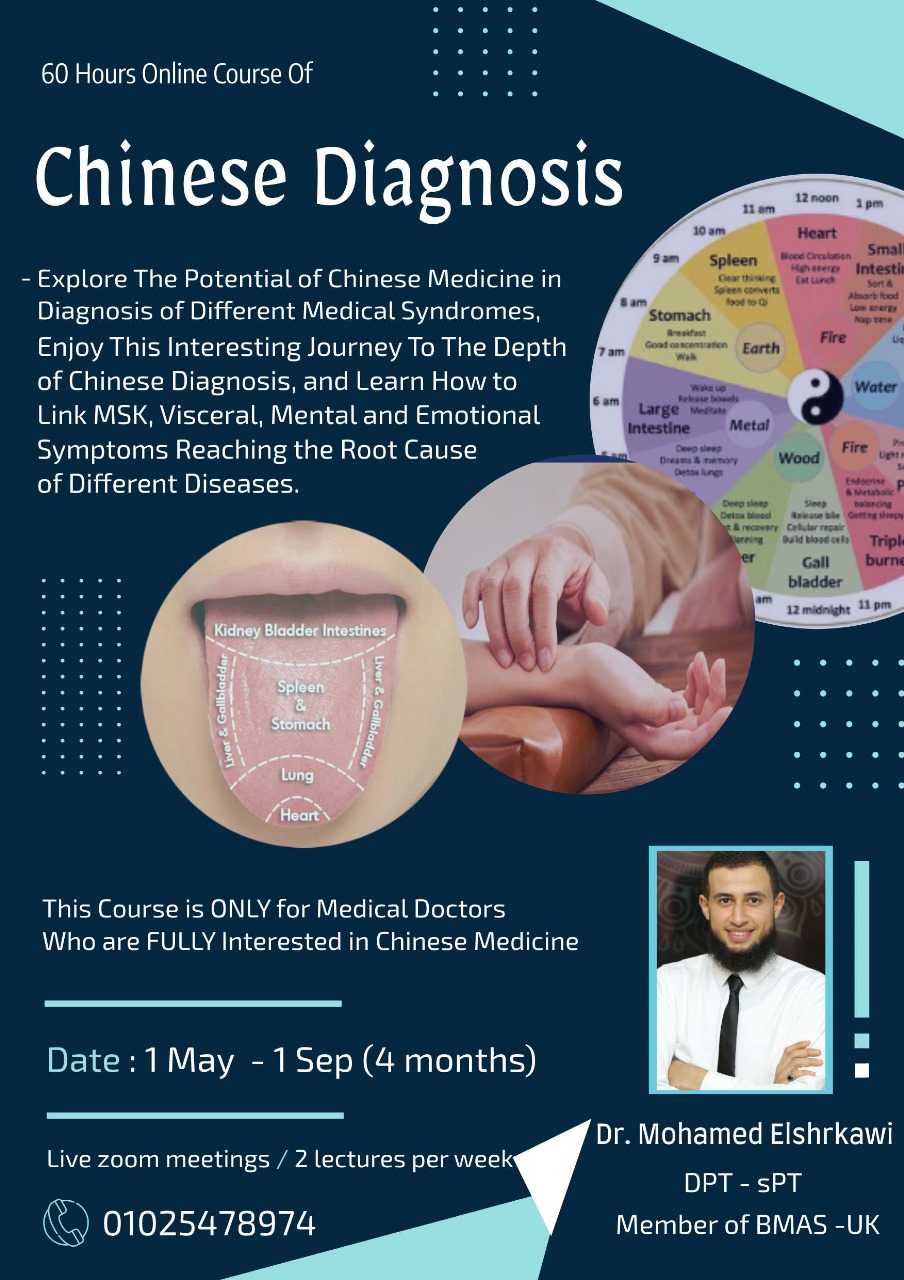 60 Hours Online Course Of
Chinese Diagnosis
- Explore The Potential of Chinese Medicine in
Diagnosis of Different Medical Syndromes,
Enjoy This Interesting Journey To The Depth
of Chinese Diagnosis, and Learn How to
Link MSK, Visceral, Mental and Emotional
Symptoms Reaching the Root Cause
of Different Diseases.
12 noon
1 pm
11 am
10 am
9 am
8 am
7 am
6 am
am
12 midnight
11 pm
Heart
Blood Circulation
High energy
Eat Lunch
Fire
Small
Sort &
Absorb food
Low energy
Nap time
Spleen
Clear thinking
Spleen converts
food to Qi
Earth
Stomach
Breakfast
Good concentration
Walk
Water
Large
Intestine
Wake up
Release bowels
Meditate
Metal
Deep sleep
Dreams & memory
Detox lungs
Wood
Fire
Deep sleep
Detox blood
& recovery
Sleep
Release bile
Cellular repair
Build blood cells
Gall
bladder
Endocrine
& Metabolic
balancing
Getting sleepy
Kidney Bladder Intestines
Liver & Gallbladder
Spleen
&
Stomach
Liver & Gallbladder
Lung
Heart
This Course is ONLY for Medical Doctors
Who are FULLY Interested in Chinese Medicine
Date : 1 May - 1 Sep (4 months)
Live zoom meetings / 2 lectures per week
01025478974
Dr. Mohamed Elshrkawi
DPT - sPT
Member of BMAS -UK